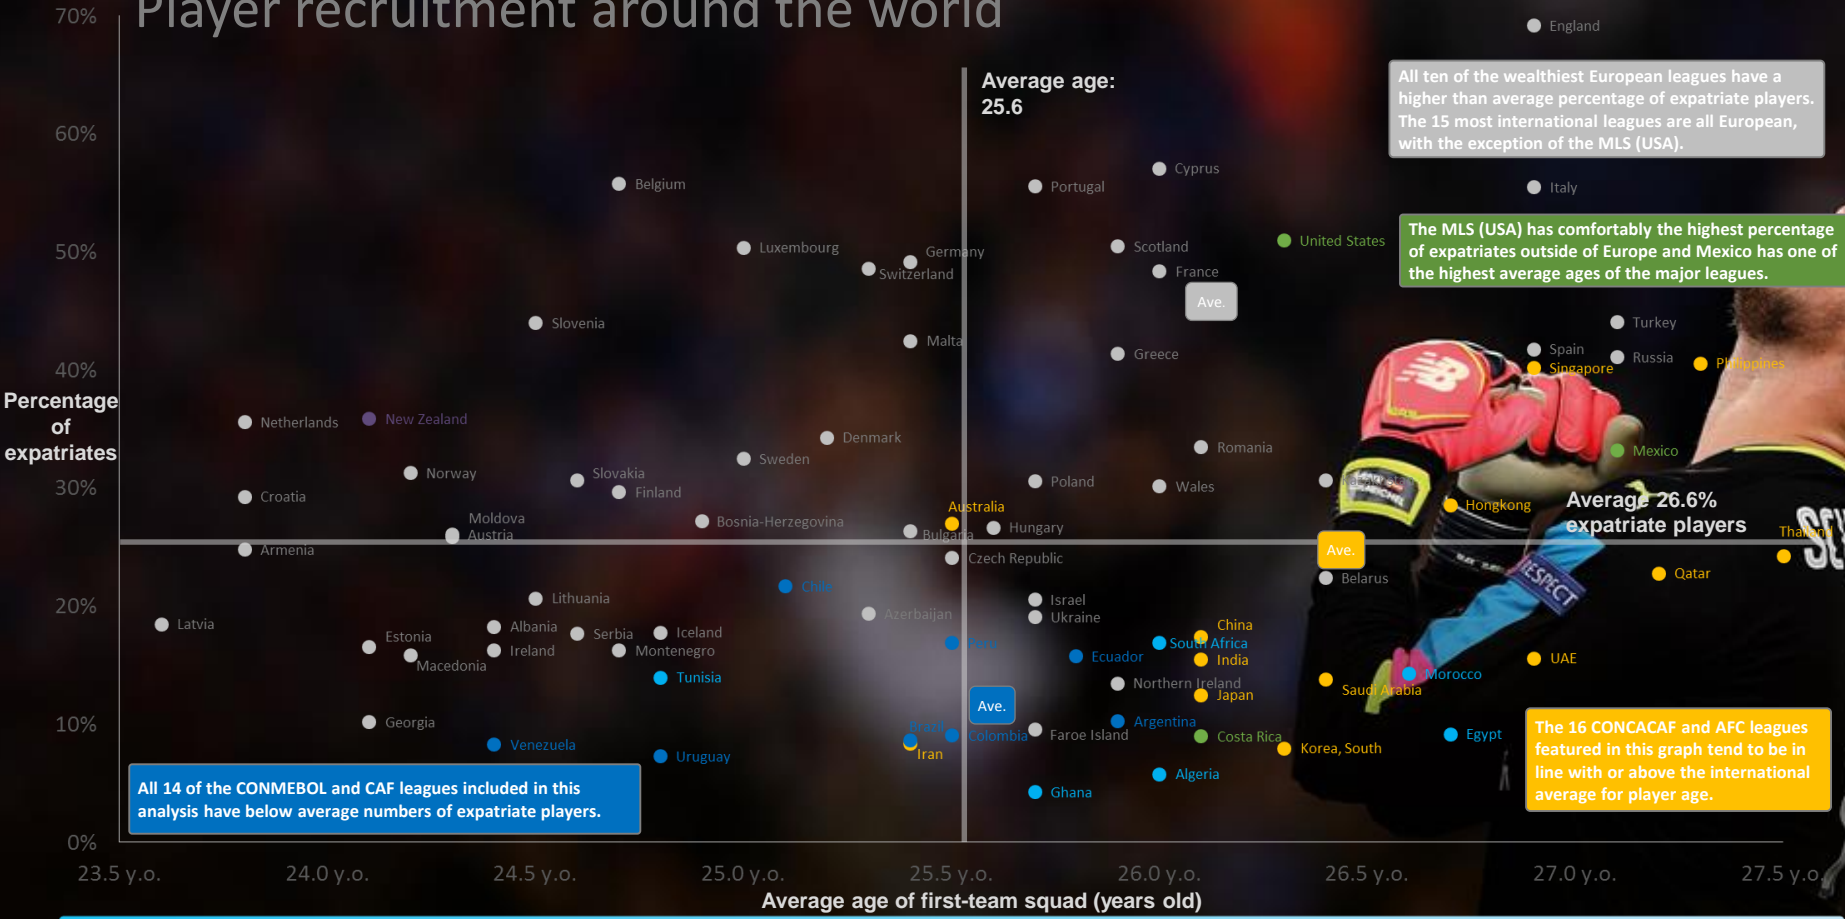 Player recruitment around the world
70%
60%
50%
40%
30%
20%
10%
0%
Percentage
of
expatriates
23.5 y.o.
24.0 y.o.
24.5 y.o.
25.0 y.o.
25.5 y.o.
26.0 y.o.
26.5 y.o.
27.0 y.o.
27.5 y.o.
Average age of first-team squad (years old)
Average age:
25.6
England
All ten of the wealthiest European leagues have a
higher than average percentage of expatriate players.
The 15 most international leagues are all European,
with the exception of the MLS (USA).
Cyprus
Belgium
Portugal
Italy
The MLS (USA) has comfortably the highest percentage
of expatriates outside of Europe and Mexico has one of
the highest average ages of the major leagues.
United States
Luxembourg
Scotland
Germany
Switzerland
France
Ave.
Slovenia
Turkey
Malta
Spain
Greece
Russia
Singapore
Philippines
Netherlands
New Zealand
Denmark
Romania
Mexico
Sweden
Norway
Slovakia
Poland
Kazakhstan
Wales
Finland
Croatia
Average 26.6%
expatriate players
Australia
Hongkong
Moldova
Bosnia-Herzegovina
Hungary
Austria
Bulgaria
Thailand
Armenia
Ave.
Czech Republic
Qatar
Belarus
Chile
Lithuania
Israel
Azerbaijan
Ukraine
Latvia
Albania
China
Estonia
Serbia
Iceland
Peru
South Africa
Ireland
Montenegro
Macedonia
Ecuador
India
UAE
Tunisia
Northern Ireland
Morocco
Saudi Arabia
Japan
Ave.
Georgia
Argentina
Brazil
Colombia
Faroe Island
Costa Rica
Egypt
Venezuela
Iran
Korea, South
Uruguay
Algeria
Ghana
All 14 of the CONMEBOL and CAF leagues included in this
analysis have below average numbers of expatriate players.
The 16 CONCACAF and AFC leagues
featured in this graph tend to be in
line with or above the international
average for player age.
RESPECT